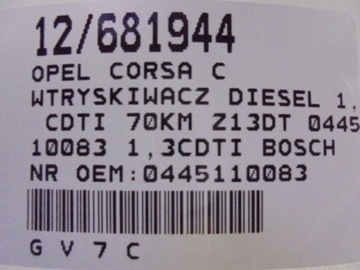 12/681944
OPEL CORSA C
WTRYSKIWACZ DIESEL 1,
CDTI 70KM Z13DT 0445
10083 1,3CDTI BOSCH
NR OEM:0445110083
G V 7 C